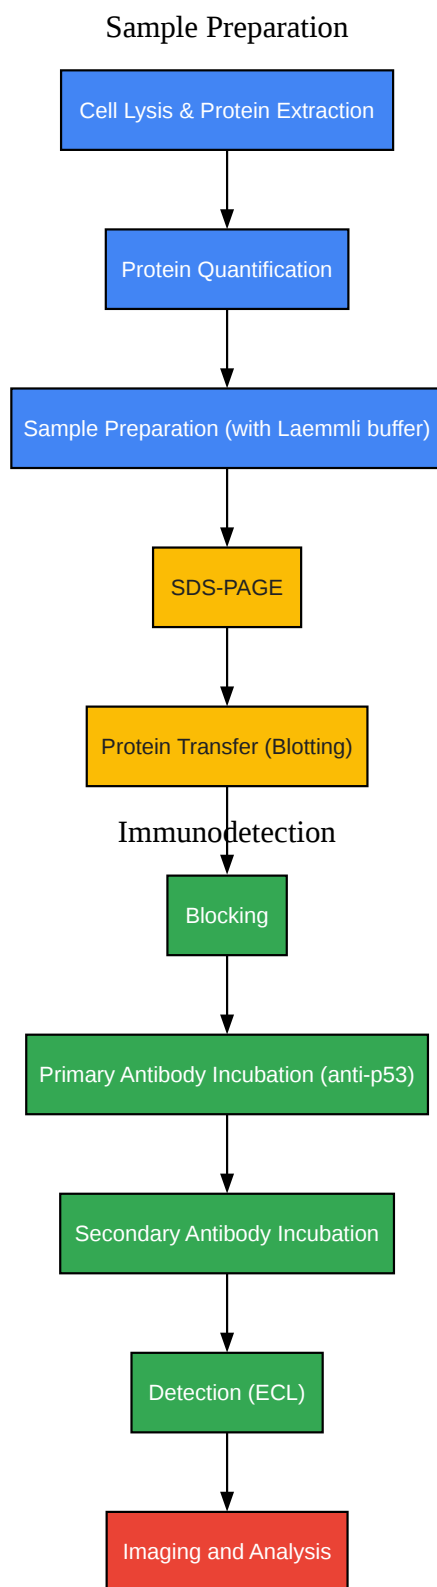 Sample Preparation
Cell Lysis & Protein Extraction
Protein Quantification
Sample Preparation (with Laemmli buffer)
SDS-PAGE
Protein Transfer (Blotting)
Immunodetection
Blocking
Primary Antibody Incubation (anti-p53)
Secondary Antibody Incubation
Detection (ECL)
Imaging and Analysis